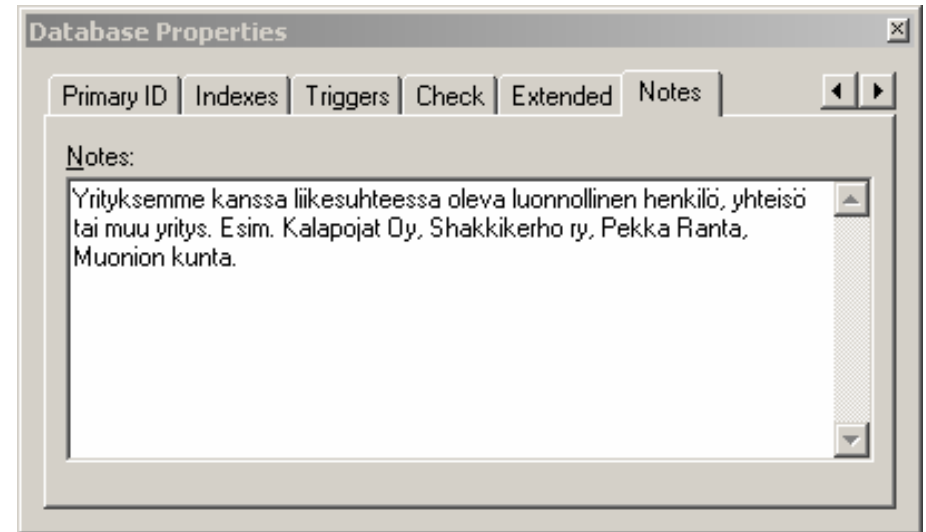 Database Properties
Primary ID Indexes Triggers Check Extended Notes
Notes:
Yrityksemme kanssa liikesuhteessa oleva luonnollinen henkilö, yhteisö
tai muu yritys. Esim. Kalapojat Oy, Shakkikerho ry, Pekka Ranta,
Muonion kunta.